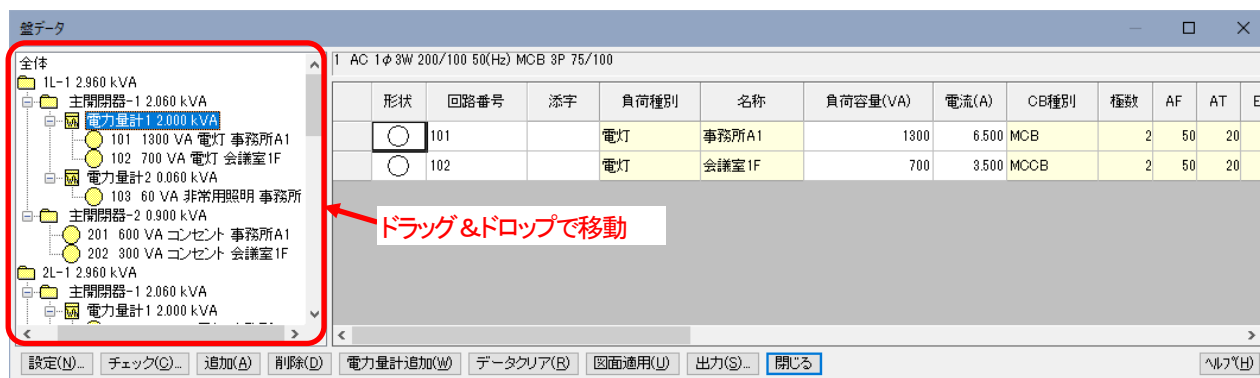 盤データ
全体
1L-1 2.960 kVA
主開閉器-1 2.060 kVA
電力量計1 2.000 kVA
101 1300 VA 電灯 事務所A1
102 700 VA 電灯 会議室1F
電力量計2 0.060 kVA
103 60 VA 非常用照明 事務所
主開閉器-2 0.900 kVA
201 600 VA コンセント 事務所A1
202 300 VA コンセント 会議室1F
2L-1 2.960 kVA
主開閉器-1 2.060 kVA
電力量計1 2.000 kVA
1 AC 1φ3W 200/100 50(Hz) MCB 3P 75/100
形状 回路番号 添字 負荷種別 名称 負荷容量(VA) 電流(A) CB種別 極数 AF AT E
101 電灯 事務所A1 1300 6.500 MCB 2 50 20
102 電灯 会議室1F 700 3.500 MCCB 2 50 20
ドラッグ&ドロップで移動
設定(N)... チェック(C)... 追加(A) 削除(D) 電力量計追加(W) データクリア(R) 図面適用(U) 出力(S)... 閉じる ヘルプ(H)